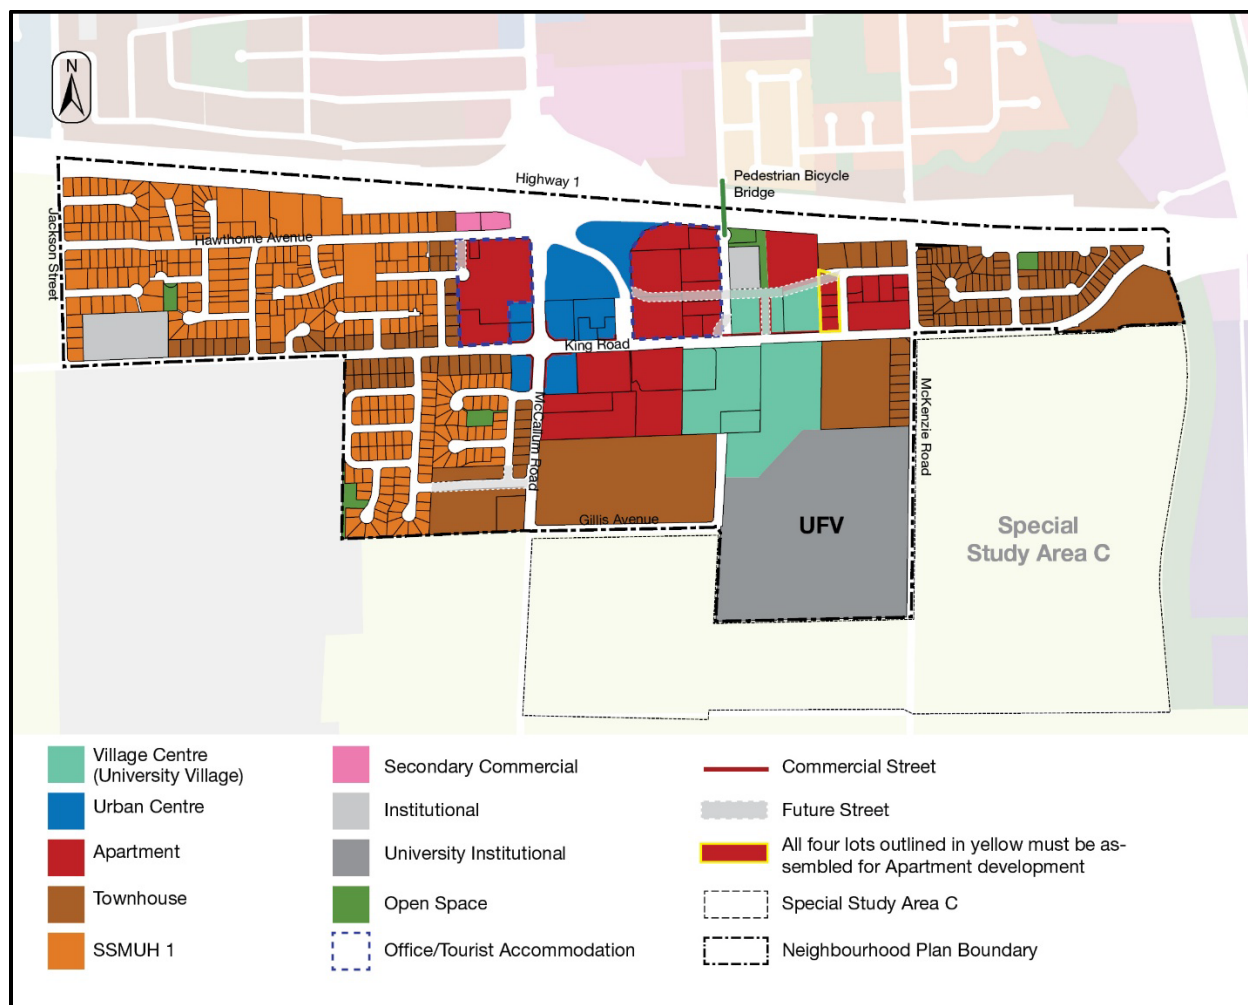 N
Highway 1
Pedestrian Bicycle
Bridge
Jackson Street
Hawthorne Avenue
King Road
McCallum Road
McKenzie Road
Gillis Avenue
UFV
Special
Study Area C
Village Centre
(University Village)
Urban Centre
Apartment
Townhouse
SSMUH 1
Secondary Commercial
Institutional
University Institutional
Open Space
Office/Tourist Accommodation
Commercial Street
Future Street
All four lots outlined in yellow must be as-
sembled for Apartment development
Special Study Area C
Neighbourhood Plan Boundary